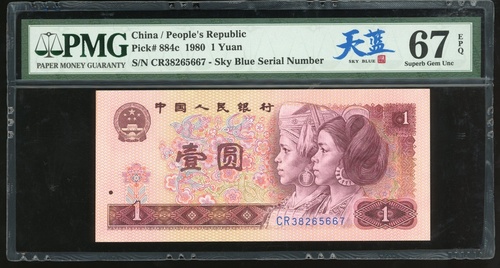 PMG
PAPER MONEY GUARANTY
China / People's Republic
Pick# 884c 1980 1 Yuan
S/N CR38265667 - Sky Blue Serial Number
天蓝
SKY BLUE
67 EPQ
Superb Gem Unc
中国人民银行
1
壹圆
1
CR38265667
1